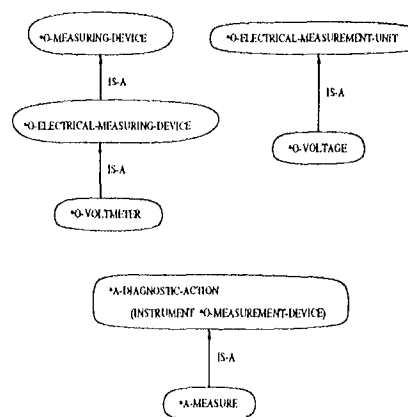 *O-MEASURING-DEVICE
IS-A
*O-ELECTRICAL-MEASURING-DEVICE
IS-A
*O-VOLTMETER
*O-ELECTRICAL-MEASUREMENT-UNIT
IS-A
*O-VOLTAGE
*A-DIAGNOSTIC-ACTION
(INSTRUMENT *O-MEASUREMENT-DEVICE)
IS-A
*A-MEASURE